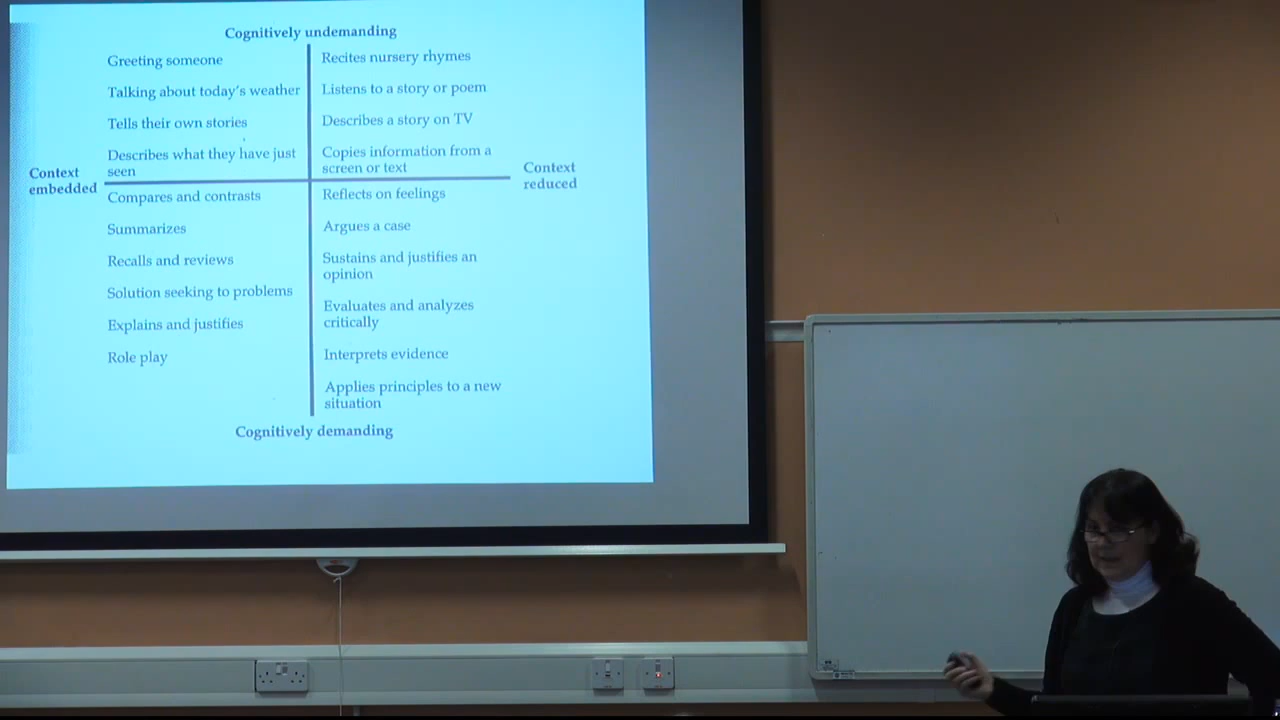 Cognitively undemanding
Greeting someone
Talking about today's weather
Tells their own stories
Describes what they have just
seen
Recites nursery rhymes
Listens to a story or poem
Describes a story on TV
Copies information from a
screen or text
Context
embedded
Context
reduced
Compares and contrasts
Summarizes
Recalls and reviews
Solution seeking to problems
Explains and justifies
Role play
Reflects on feelings
Argues a case
Sustains and justifies an
opinion
Evaluates and analyzes
critically
Interprets evidence
Applies principles to a new
situation
Cognitively demanding